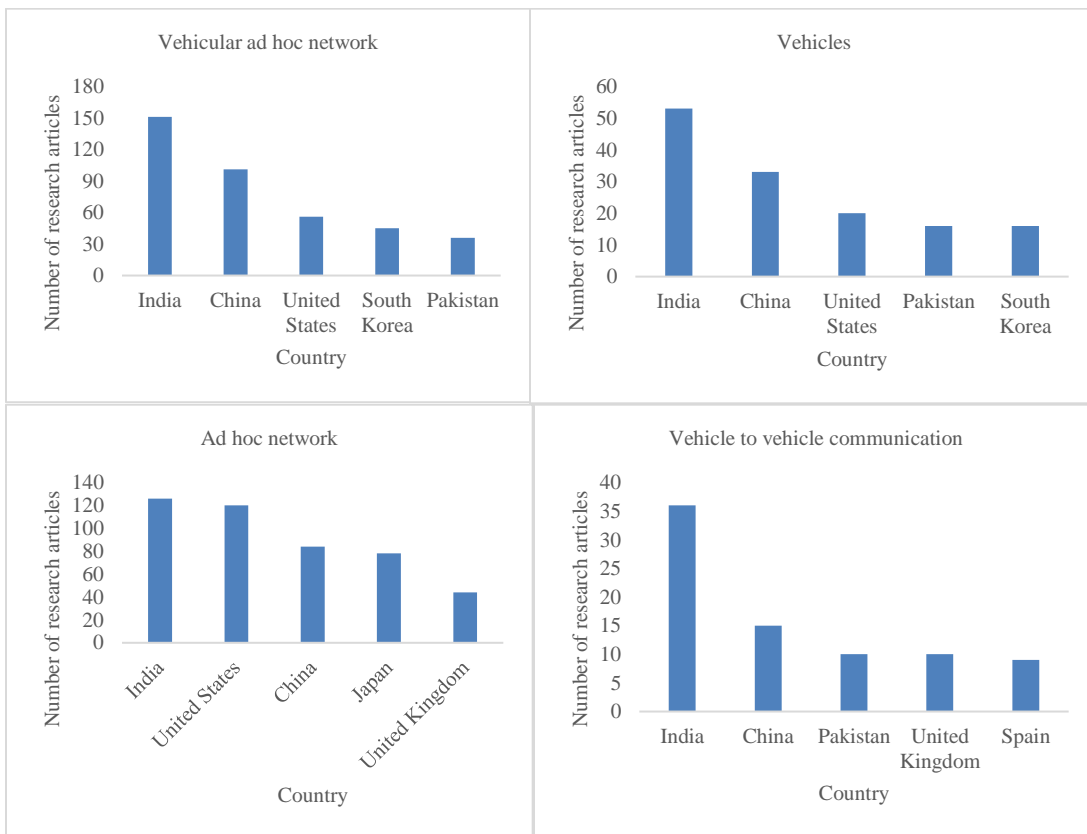 Vehicular ad hoc network
Number of research articles
180
150
120
90
60
30
0
India
China
United
States
South
Korea
Pakistan
Country
Vehicles
Number of research articles
60
50
40
30
20
10
0
India
China
United
States
Pakistan
South
Korea
Country
Ad hoc network
Number of research articles
140
120
100
80
60
40
20
0
India
United States
China
Japan
United Kingdom
Country
Vehicle to vehicle communication
Number of research articles
40
35
30
25
20
15
10
5
0
India
China
Pakistan
United
Kingdom
Spain
Country